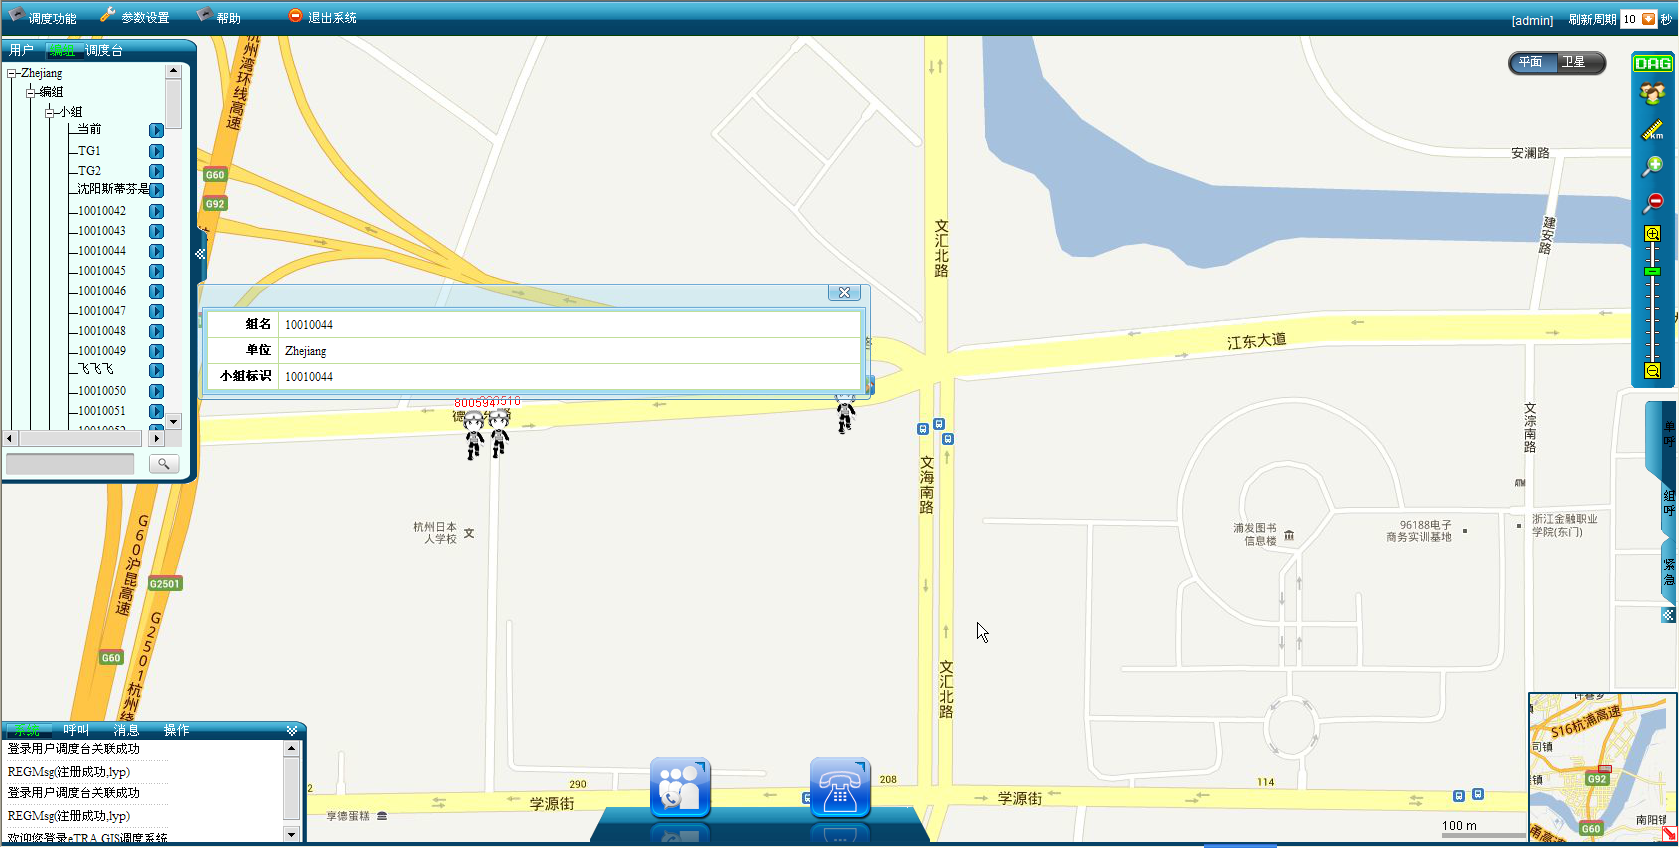 调度功能 参数设置 帮助 退出系统
[admin] 刷新周期 10 秒
用户 编组 调度台
Zhejiang
编组
小组
当前
TG1
TG2
沈阳斯蒂芬是
10010042
10010043
10010044
10010045
10010046
10010047
10010048
10010049
飞飞飞
10010050
10010051
10010052
平面 卫星
DAG
km
杭州湾环线高速
G60
G92
安澜路
建安路
文汇北路
江东大道
组名 10010044
单位 Zhejiang
小组标识 10010044
800594
德
文海南路
文淙南路
ATM
单呼
组呼
紧急
杭州日本
人学校
文
浦发图书
信息楼
96188电子
商务实训基地
浙江金融职业
学院(东门)
G60沪昆高速
G2501
G60
G2501杭州绕
文汇北路
系统 呼叫 消息 操作
登录用户调度台关联成功
REGMsg(注册成功,lyp)
登录用户调度台关联成功
REGMsg(注册成功,lyp)
欢迎您登录eTRA GIS调度系统
290
208
114
学源街
学源街
享德蛋糕
100 m
S16杭浦高速
司镇
G92
G60
南阳镇